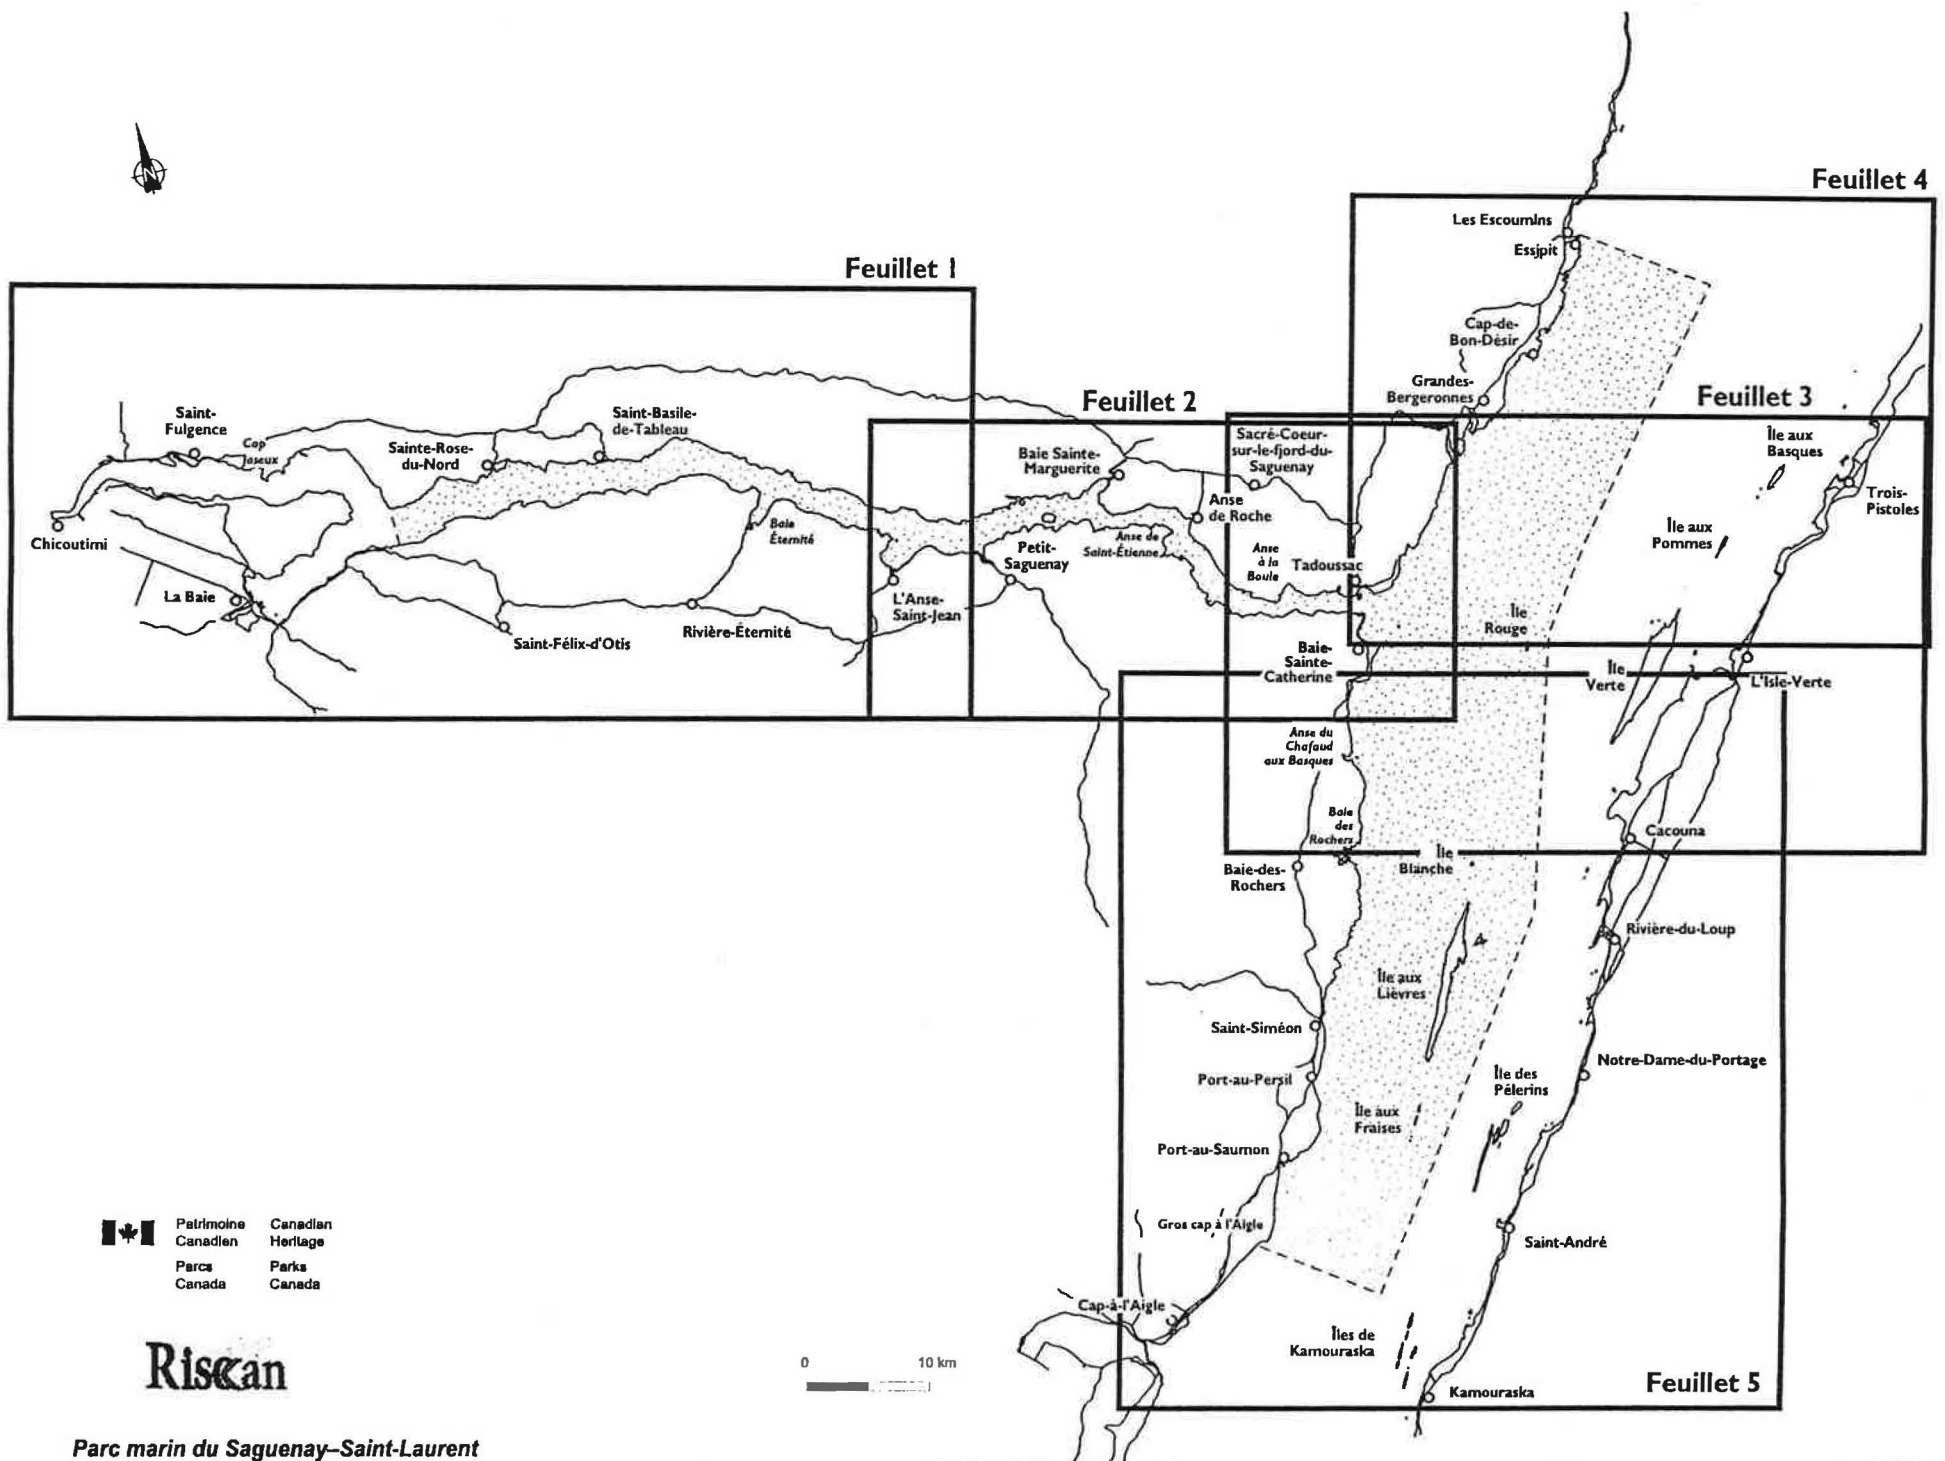 Feuillet 4
Les Escoumins
Essipit
Feuillet 1
Cap-de-
Bon-Désir
Grandes-
Bergeronnes
Feuillet 2
Feuillet 3
Saint-
Fulgence
Cap
Jaseux
Sainte-Rose-
du-Nord
Saint-Basile-
de-Tableau
Baie Sainte-
Marguerite
Sacré-Coeur-
sur-le-fjord-du-
Saguenay
Île aux
Basques
Trois-
Pistoles
Anse
de Roche
Chicoutimi
Baie
Éternité
Petit-
Saguenay
Anse de
Saint-Étienne
Anse
à la
Boule
Tadoussac
Île aux
Pommes
La Baie
L'Anse-
Saint-Jean
Île
Rouge
Saint-Félix-d'Otis
Rivière-Éternité
Baie-
Sainte-
Catherine
Île
Verte
L'Isle-Verte
Anse du
Chafaud
aux Basques
Baie
des
Rochers
Cacouna
Île
Blanche
Baie-des-
Rochers
Rivière-du-Loup
Île aux
Lièvres
Saint-Siméon
Notre-Dame-du-Portage
Port-au-Persil
Île des
Pélerins
Île aux
Fraises
Port-au-Saumon
Gros cap à l'Aigle
Saint-André
Cap-à-l'Aigle
Îles de
Kamouraska
Kamouraska
Feuillet 5
N
Patrimoine Canadian
Canadien Heritage
Parcs Parks
Canada Canada
Risccan
0 10 km
Parc marin du Saguenay–Saint-Laurent